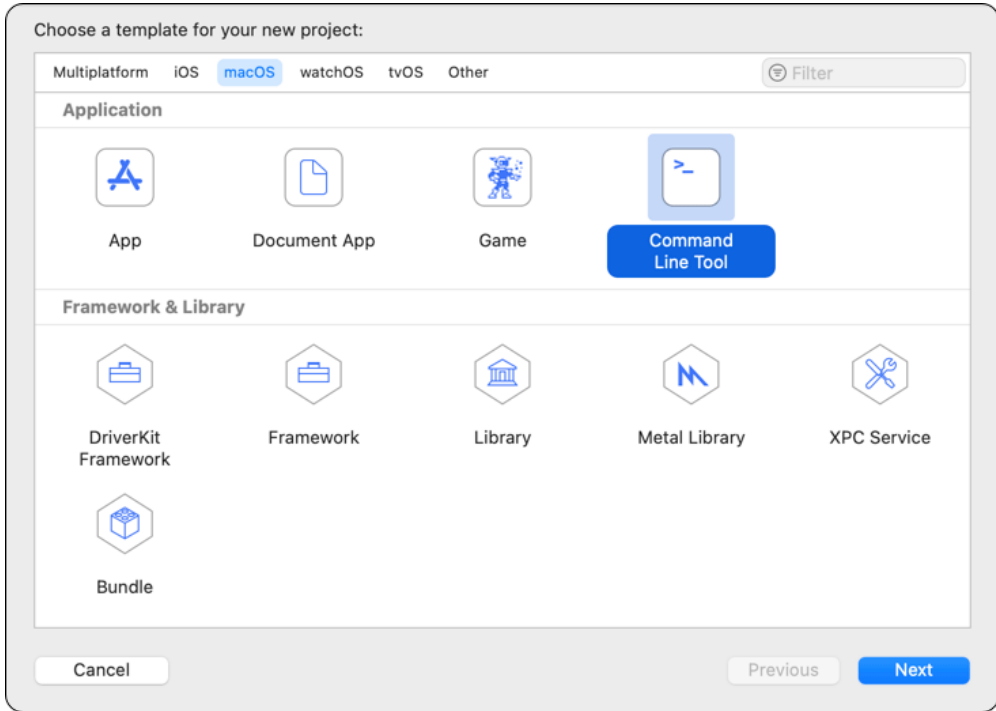 Choose a template for your new project:
Multiplatform iOS macOS watchOS tvOS Other Filter
Application
App Document App Game Command
Line Tool
Framework & Library
DriverKit Framework Library Metal Library XPC Service
Framework
Bundle
Cancel Previous Next